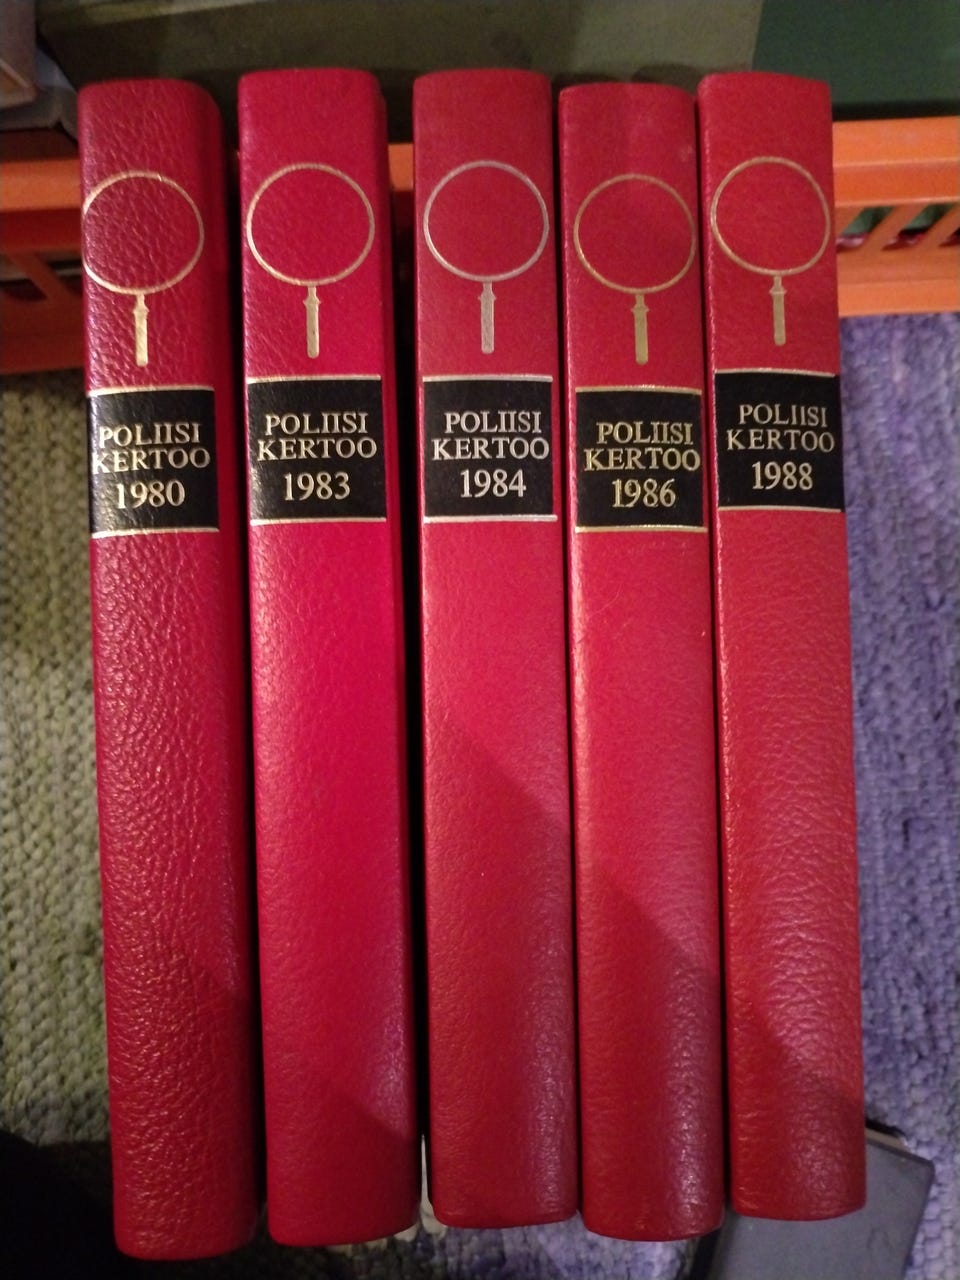 POLIISI
KERTOO
1980
POLIISI
KERTOO
1983
POLIISI
KERTOO
1984
POLIISI
KERTOO
1986
POLIISI
KERTOO
1988